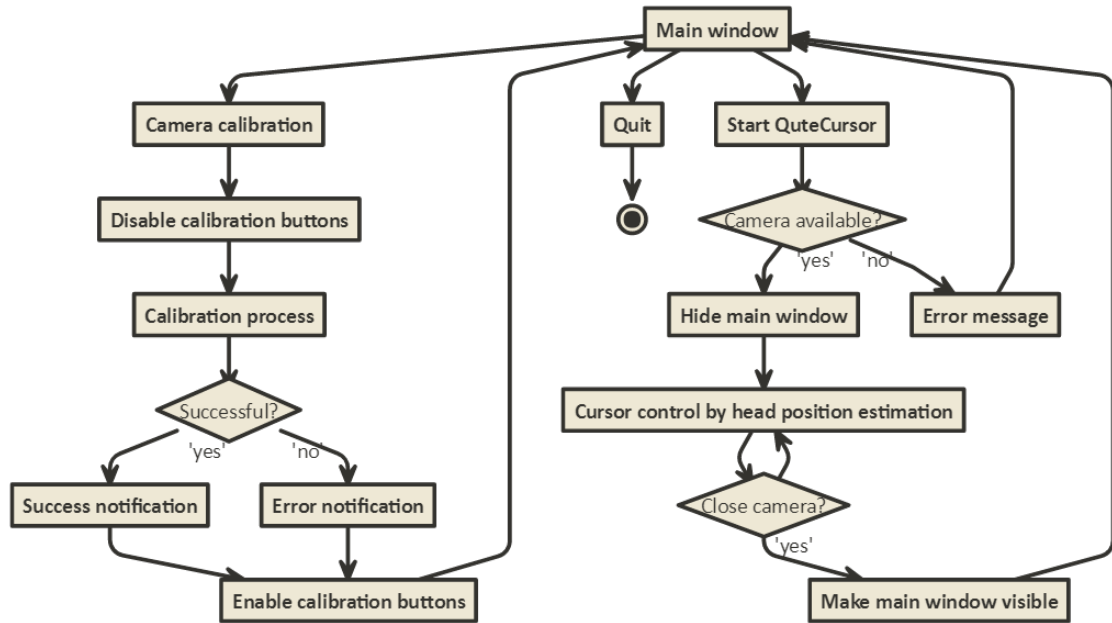 Main window
Camera calibration
Quit
Start QuteCursor
Disable calibration buttons
Camera available?
'yes'
'no'
Calibration process
Hide main window
Error message
Successful?
'yes'
'no'
Cursor control by head position estimation
Success notification
Error notification
Close camera?
'yes'
Enable calibration buttons
Make main window visible